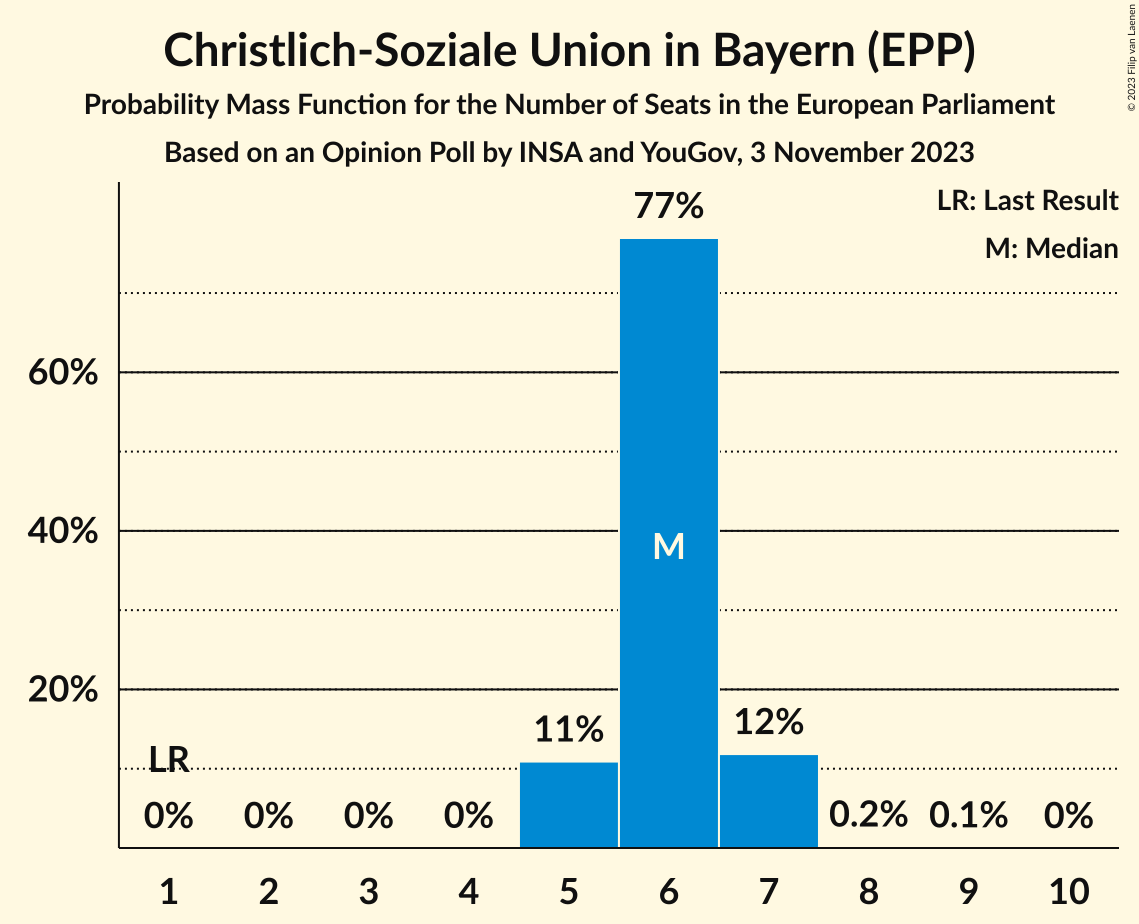 Christlich-Soziale Union in Bayern (EPP)
Probability Mass Function for the Number of Seats in the European Parliament
Based on an Opinion Poll by INSA and YouGov, 3 November 2023
© 2023 Filip van Laenen
LR: Last Result
M: Median
77%
60%
40%
M
20%
11%
12%
LR
0%
0%
0%
0%
0.2%
0.1%
0%
1 2 3 4 5 6 7 8 9 10